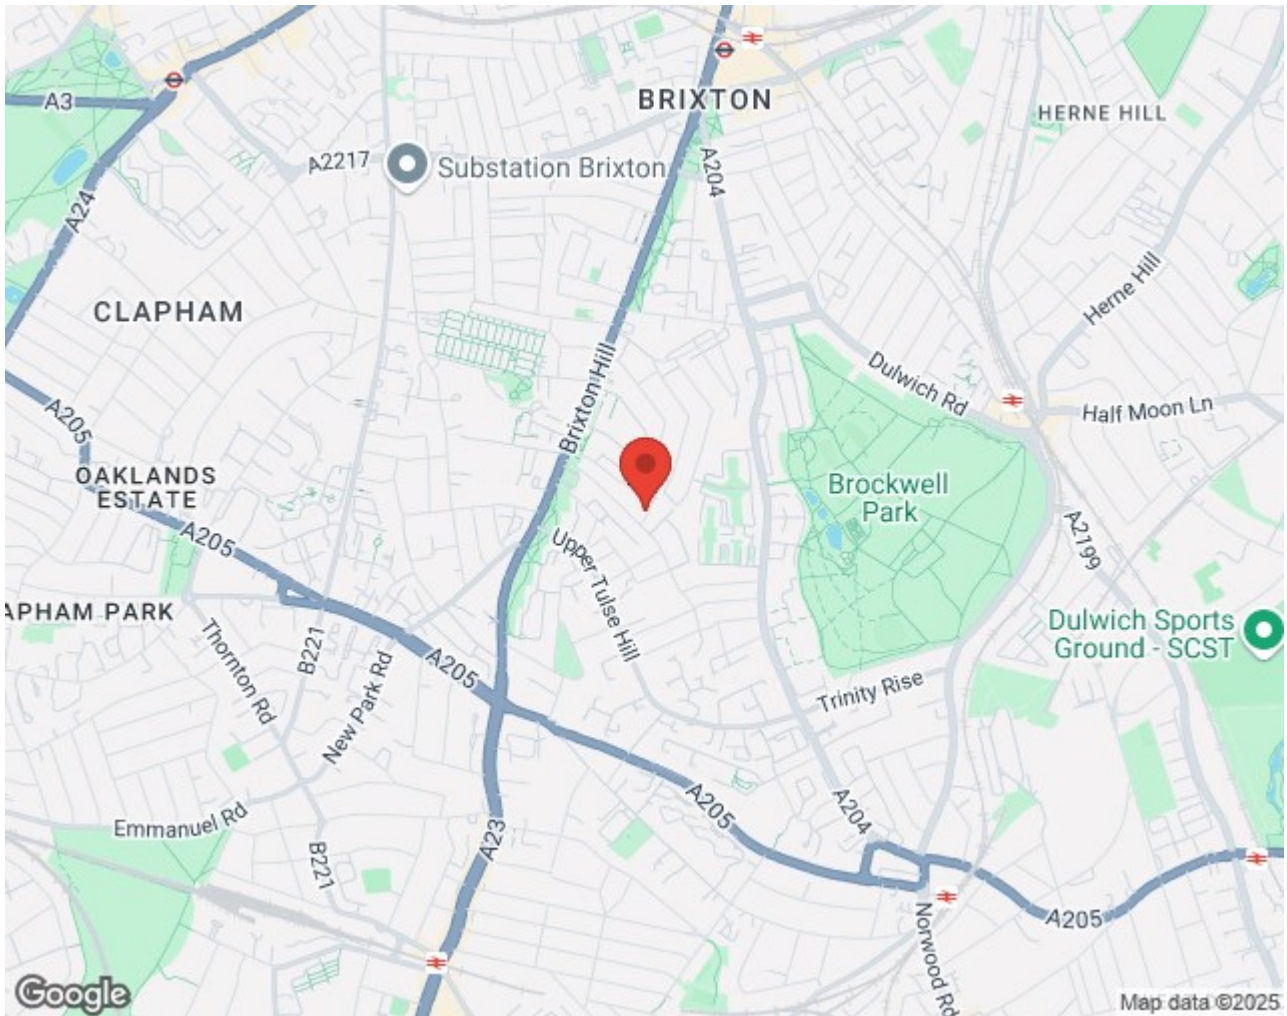 A3
BRIXTON
HERNE HILL
A2217
Substation Brixton
A204
A24
CLAPHAM
Herne Hill
Brixton Hill
Dulwich Rd
Half Moon Ln
A205
OAKLANDS
ESTATE
Brockwell
Park
A205
Upper Tulse Hill
A2199
APHAM PARK
Dulwich Sports
Ground - SCST
Thornton Rd
B221
New Park Rd
A205
Trinity Rise
Emmanuel Rd
A23
A205
A204
B221
A205
Norwood Rd
Google
Map data ©2025